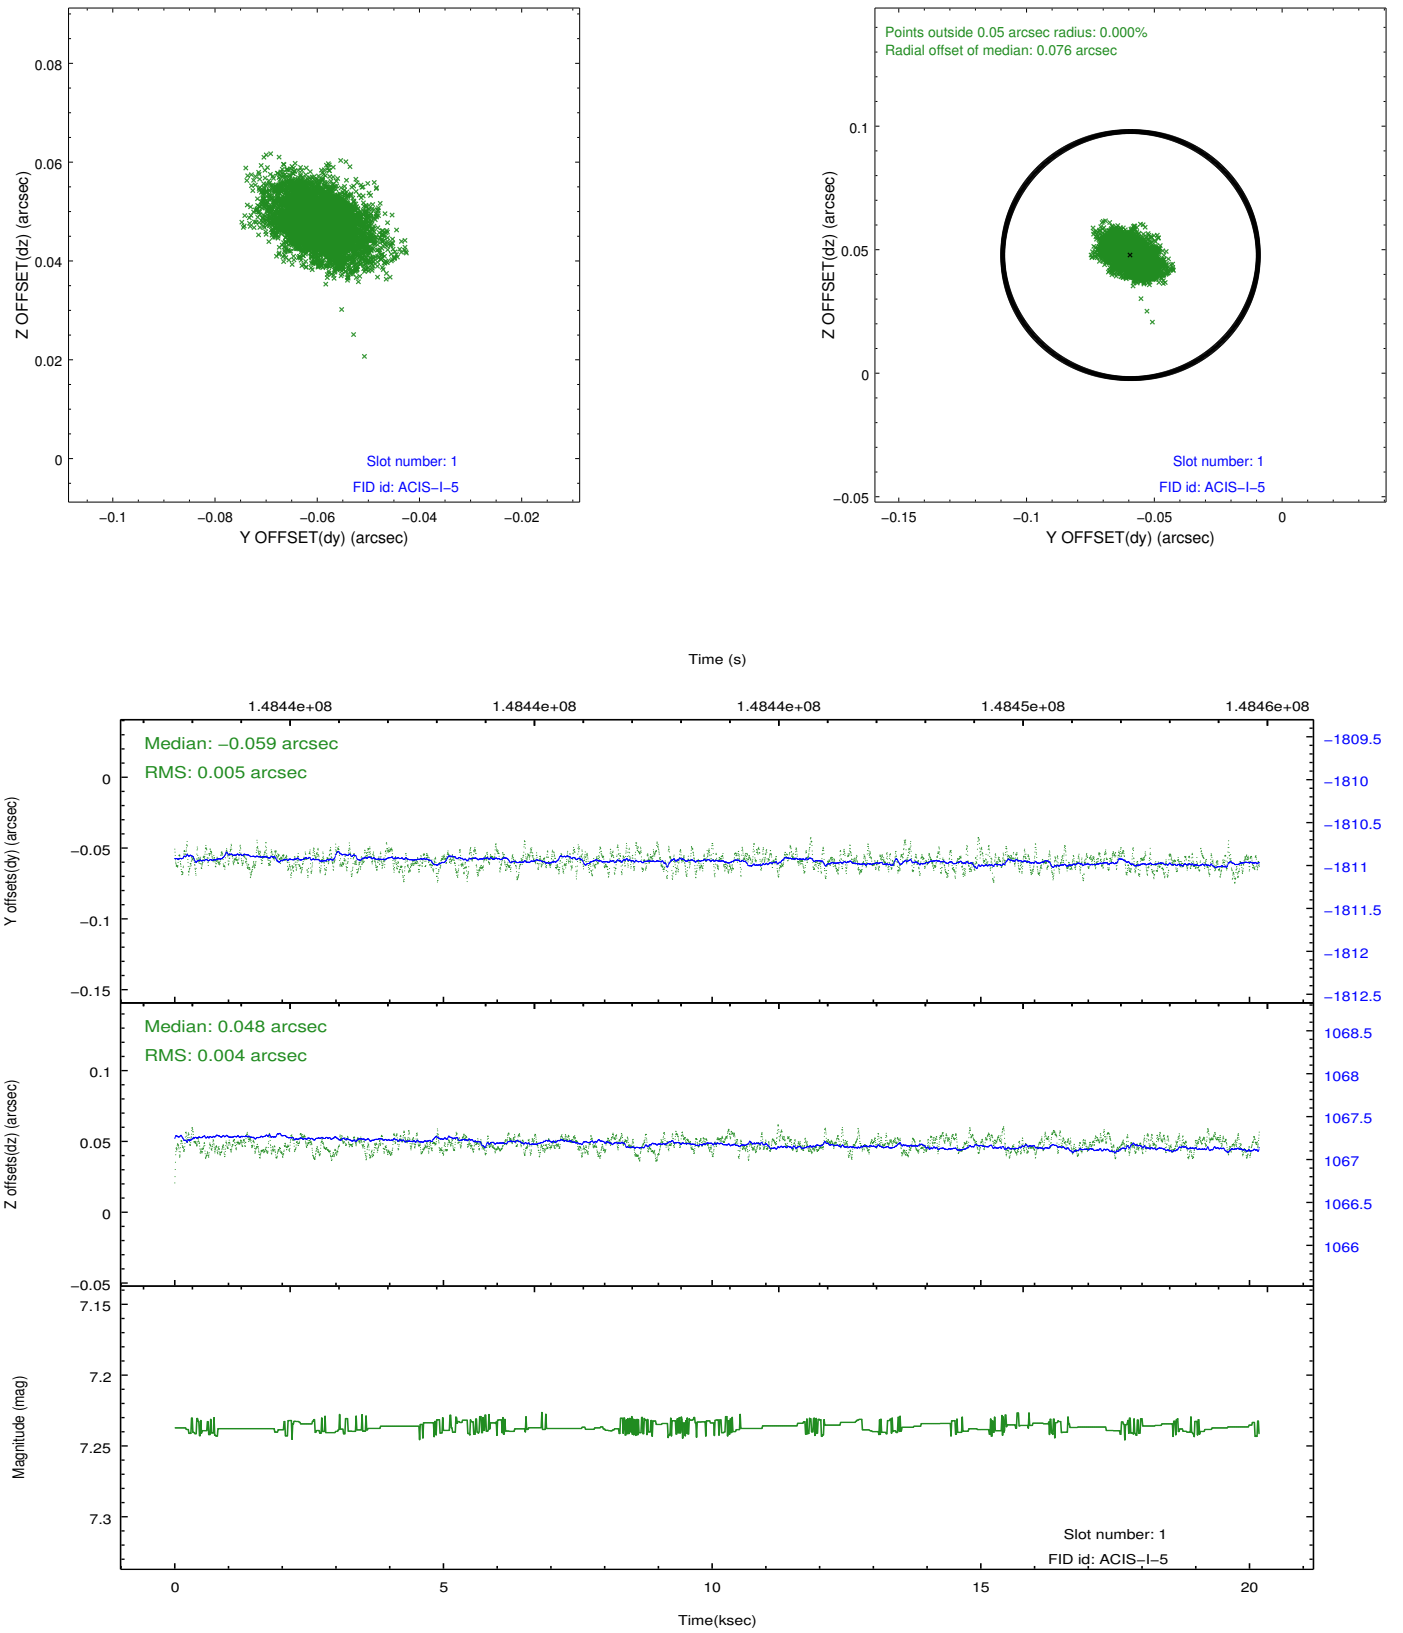 0.08
0.06
0.04
0.02
0
Z OFFSET(dz) (arcsec)
Slot number: 1
FID id: ACIS−I−5
−0.1 −0.08 −0.06 −0.04 −0.02
Y OFFSET(dy) (arcsec)
Points outside 0.05 arcsec radius: 0.000%
Radial offset of median: 0.076 arcsec
0.1
0.05
0
−0.05
Z OFFSET(dz) (arcsec)
Slot number: 1
FID id: ACIS−I−5
−0.15 −0.1 −0.05 0
Y OFFSET(dy) (arcsec)
Time (s)
1.4844e+08 1.4844e+08 1.4844e+08 1.4845e+08 1.4846e+08
Median: −0.059 arcsec
RMS: 0.005 arcsec
0
−0.05
−0.1
−0.15
Y offsets(dy) (arcsec)
−1809.5
−1810
−1810.5
−1811
−1811.5
−1812
−1812.5
Median: 0.048 arcsec
RMS: 0.004 arcsec
0.1
0.05
0
−0.05
Z offsets(dz) (arcsec)
1068.5
1068
1067.5
1067
1066.5
1066
7.15
7.2
7.25
7.3
Magnitude (mag)
Slot number: 1
FID id: ACIS−I−5
0 5 10 15 20
Time(ksec)